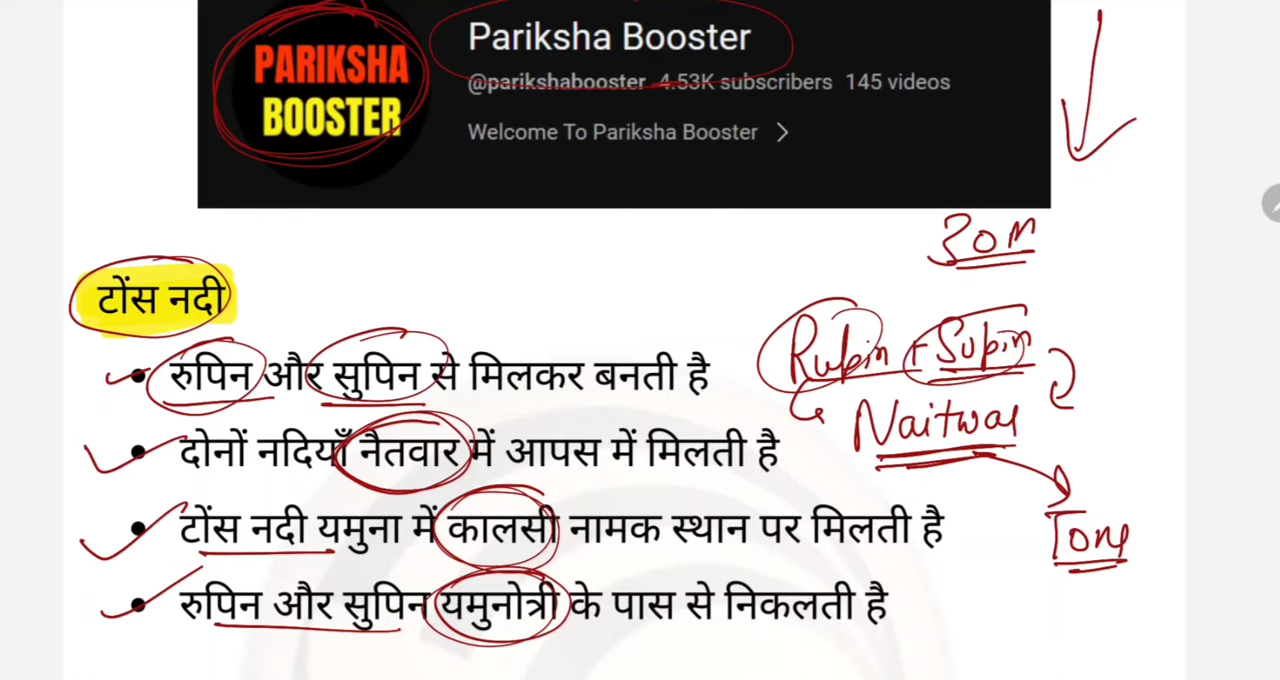 PARIKSHA
BOOSTER
Pariksha Booster
@parikshabooster 4.53K subscribers 145 videos
Welcome To Pariksha Booster
30m
टोंस नदी
Rupin + Supin
रुपिन और सुपिन से मिलकर बनती है
Naitwar
दोनों नदियाँ नैतवार में आपस में मिलती है
टोंस नदी यमुना में कालसी नामक स्थान पर मिलती है
Tons
रुपिन और सुपिन यमुनोत्री के पास से निकलती है